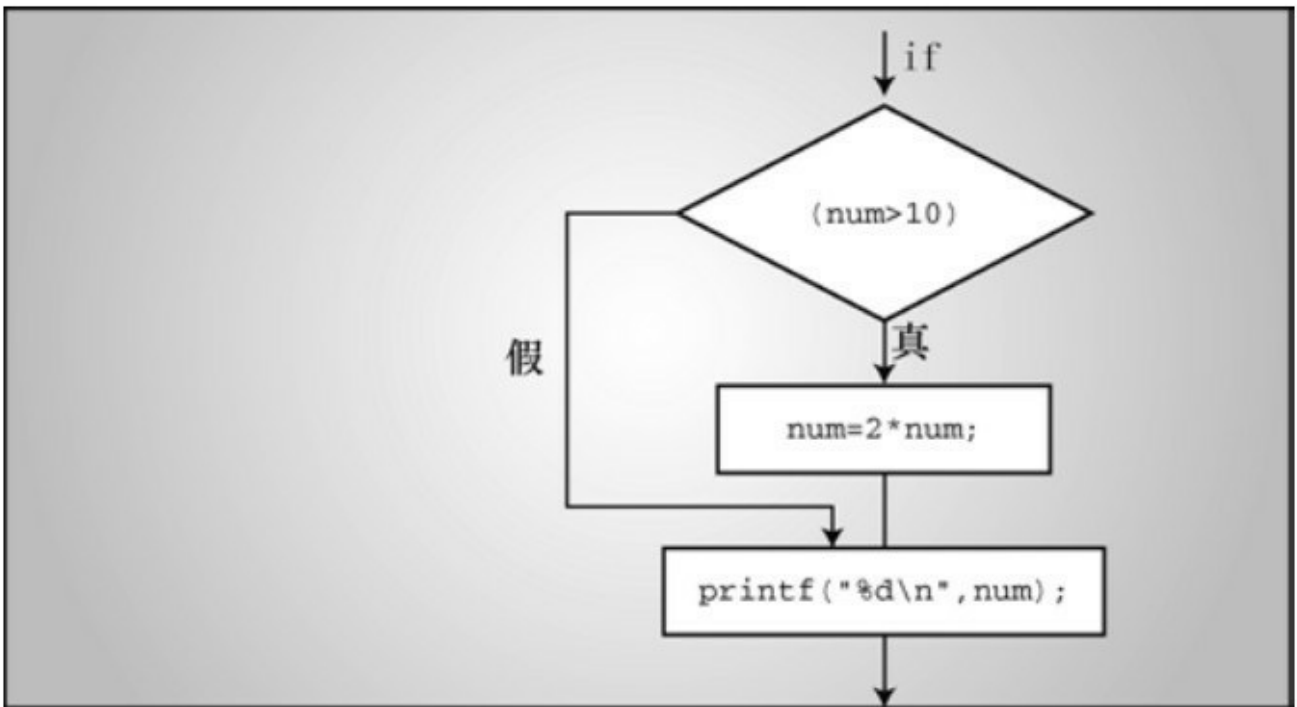 if
(num>10)
真
假
num=2*num;
printf("%d\n",num);